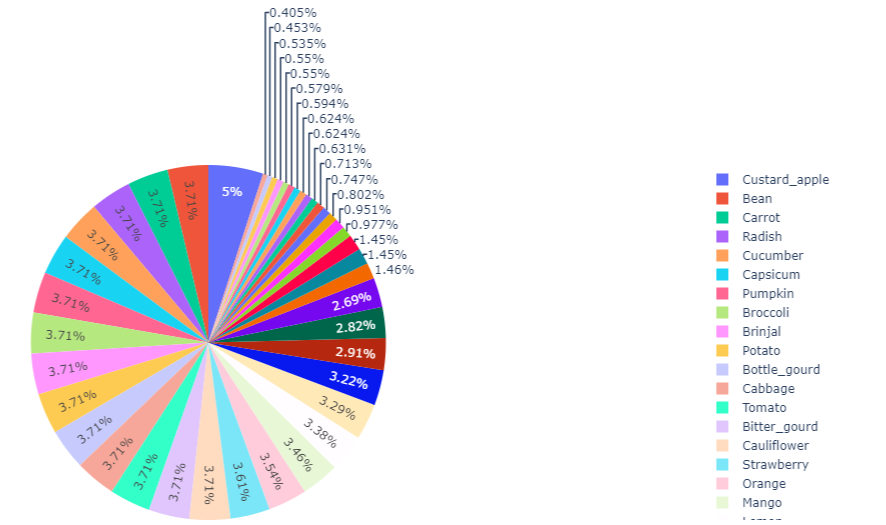 0.405%
0.453%
0.535%
0.55%
0.55%
0.579%
0.594%
0.624%
0.624%
0.631%
0.713%
0.747%
0.802%
0.951%
0.977%
1.45%
1.45%
1.46%
2.69%
2.82%
2.91%
3.22%
3.29%
3.38%
3.46%
3.54%
3.61%
3.71%
3.71%
3.71%
3.71%
3.71%
3.71%
3.71%
3.71%
3.71%
3.71%
3.71%
3.71%
3.71%
3.71%
5%
Custard_apple
Bean
Carrot
Radish
Cucumber
Capsicum
Pumpkin
Broccoli
Brinjal
Potato
Bottle_gourd
Cabbage
Tomato
Bitter_gourd
Cauliflower
Strawberry
Orange
Mango